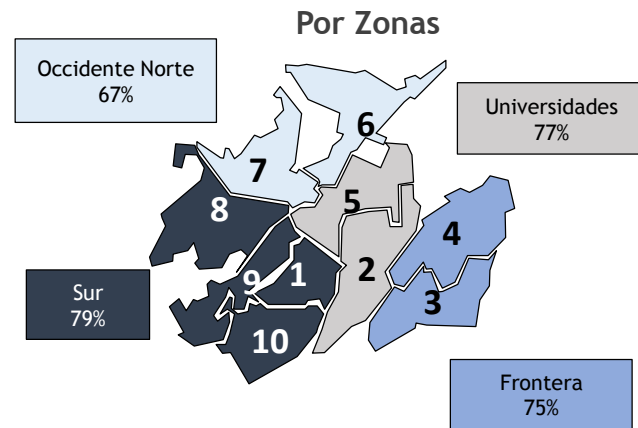 Por Zonas
Occidente Norte
67%
Universidades
77%
6
7
5
8
4
9
1
2
3
10
Sur
79%
Frontera
75%